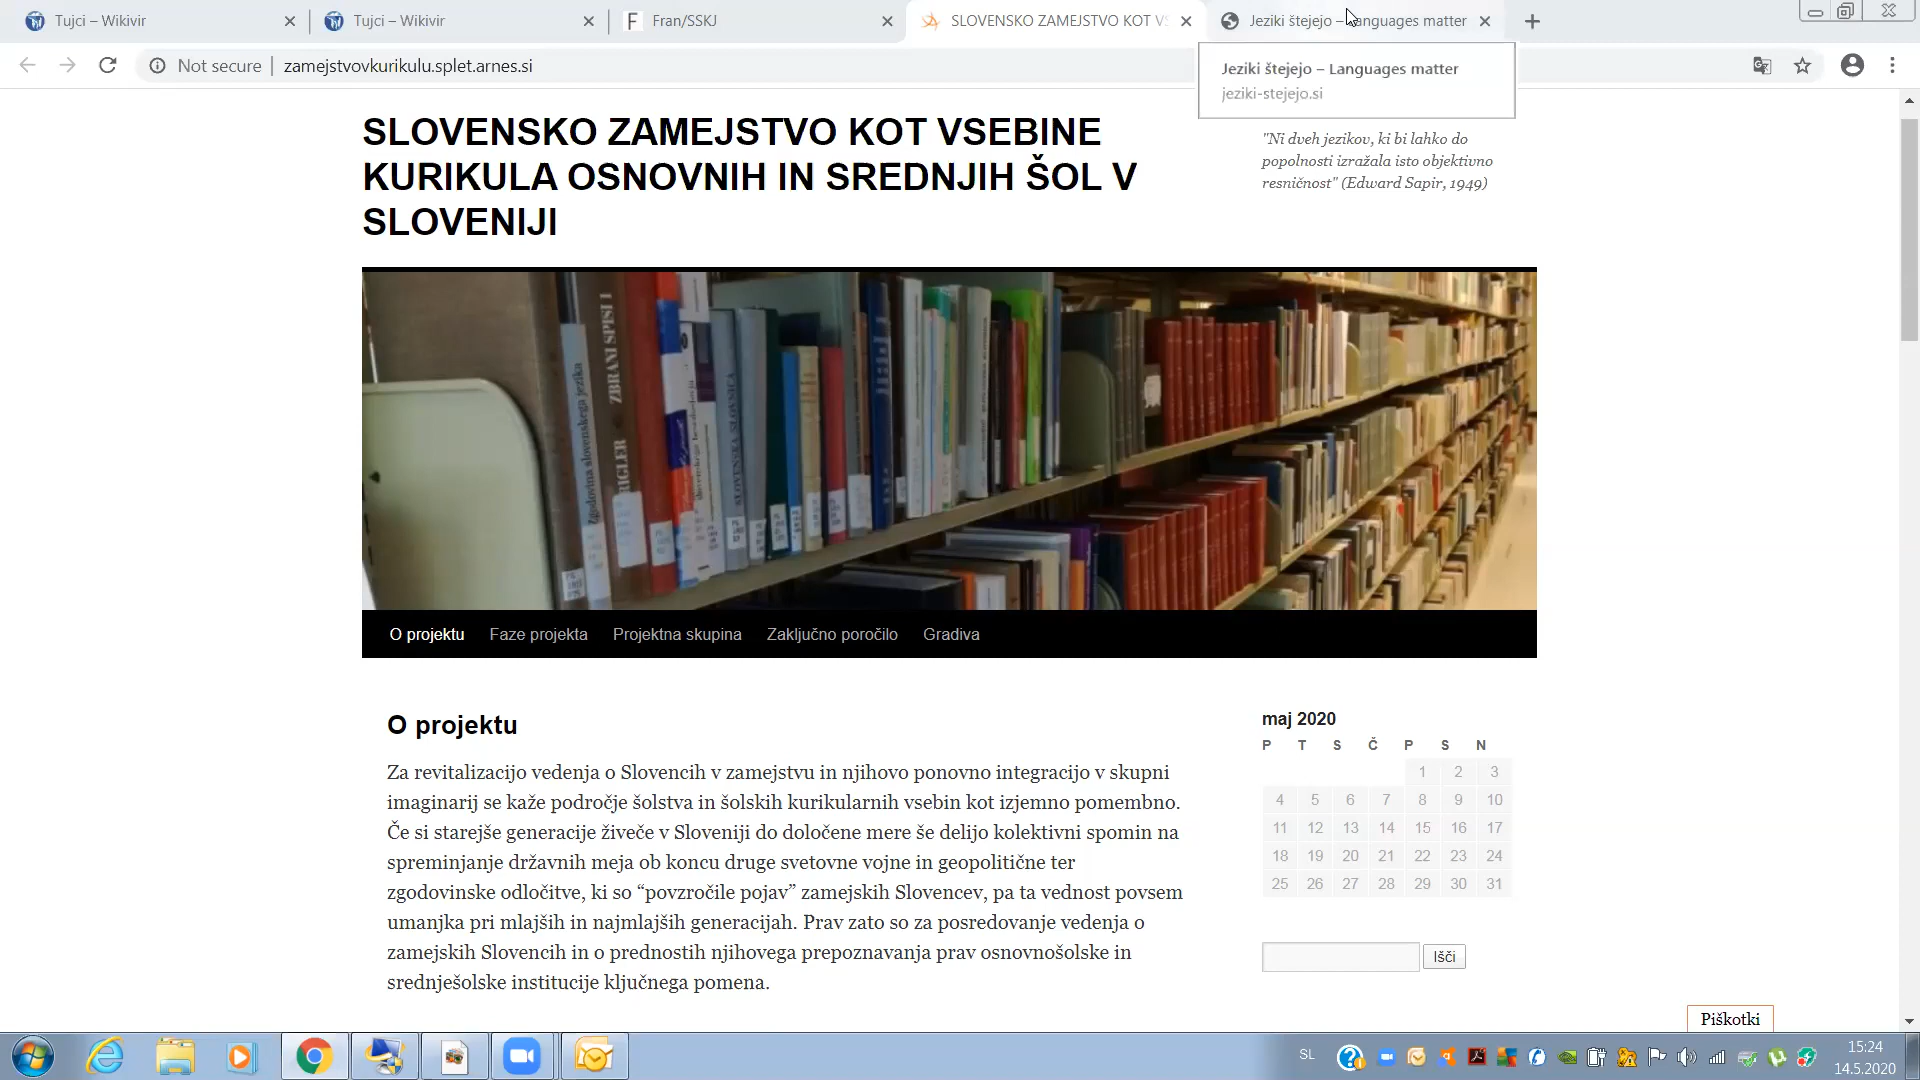 Tujci – Wikivir
Tujci – Wikivir
Fran/SSKJ
SLOVENSKO ZAMEJSTVO KOT VS
Jeziki štejejo – Languages matter
Not secure
zamejstvovkurikulu.splet.arnes.si
Jeziki štejejo – Languages matter
jeziki-stejejo.si
SLOVENSKO ZAMEJSTVO KOT VSEBINE
KURIKULA OSNOVNIH IN SREDNJIH ŠOL V
SLOVENIJI
"Ni dveh jezikov, ki bi lahko do
popolnosti izražala isto objektivno
resničnost" (Edward Sapir, 1949)
Zgodovina slovenskega jezika
RIGLER
ZBRANI SPISI 1
O projektu Faze projekta Projektna skupina Zaključno poročilo Gradiva
O projektu
Za revitalizacijo vedenja o Slovencih v zamejstvu in njihovo ponovno integracijo v skupni
imaginarij se kaže področje šolstva in šolskih kurikularnih vsebin kot izjemno pomembno.
Če si starejše generacije živeče v Sloveniji do določene mere še delijo kolektivni spomin na
spreminjanje državnih meja ob koncu druge svetovne vojne in geopolitične ter
zgodovinske odločitve, ki so “povzročile pojav” zamejskih Slovencev, pa ta vednost povsem
umanjka pri mlajših in najmlajših generacijah. Prav zato so za posredovanje vedenja o
zamejskih Slovencih in o prednostih njihovega prepoznavanja prav osnovnošolske in
srednješolske institucije ključnega pomena.
maj 2020
P T S Č P S N
1 2 3
4 5 6 7 8 9 10
11 12 13 14 15 16 17
18 19 20 21 22 23 24
25 26 27 28 29 30 31
Išči
Piškotki
SL
15:24
14.5.2020